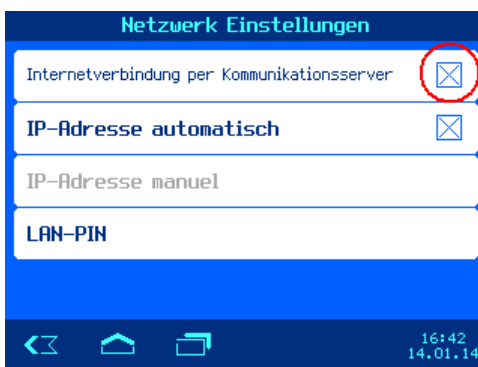 Netzwerk Einstellungen
Internetverbindung per Kommunikationsserver
IP-Adresse automatisch
IP-Adresse manuel
LAN-PIN
16:42
14.01.14